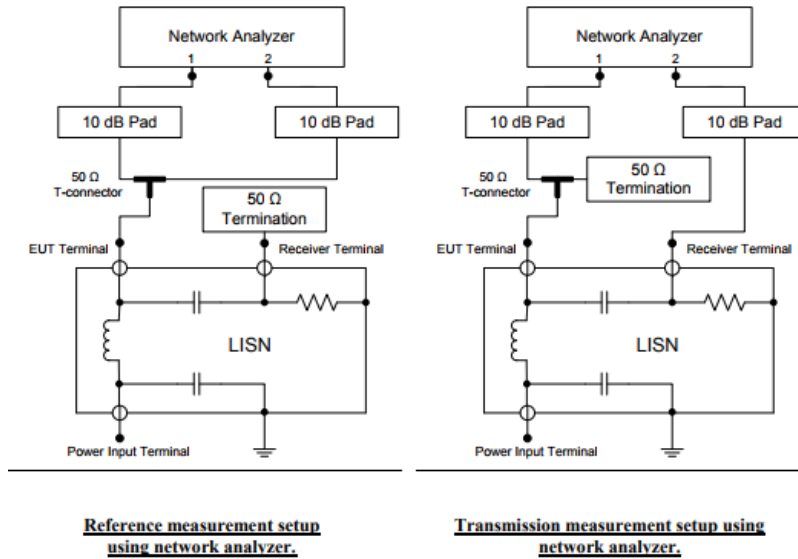 Network Analyzer
1
2
10 dB Pad
10 dB Pad
50 Ω
T-connector
50 Ω
Termination
EUT Terminal
Receiver Terminal
LISN
Power Input Terminal
Reference measurement setup
using network analyzer.
Network Analyzer
1
2
10 dB Pad
10 dB Pad
50 Ω
T-connector
50 Ω
Termination
EUT Terminal
Receiver Terminal
LISN
Power Input Terminal
Transmission measurement setup using
network analyzer.